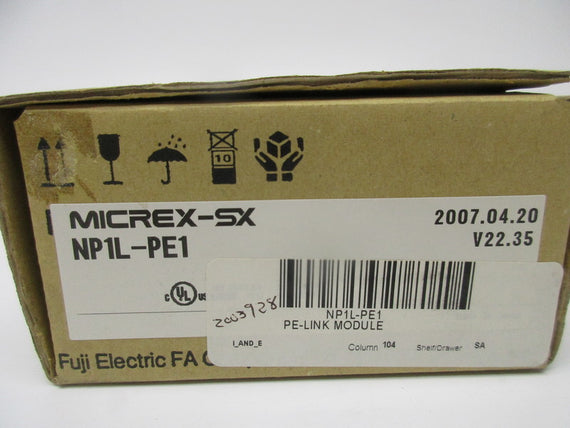 10
MICREX-SX
2007.04.20
NP1L-PE1
V22.35
C UL US
2003928
NP1L-PE1
PE-LINK MODULE
I_AND_E
Column 104 Shelf/Drawer SA
Fuji Electric FA